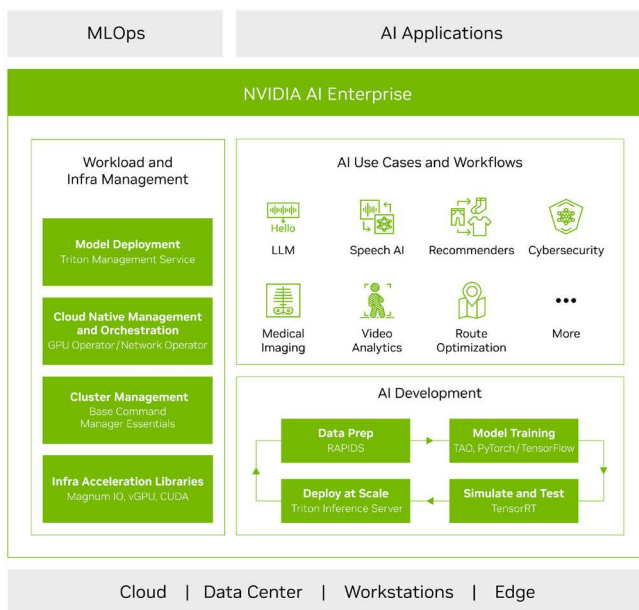 MLOps
AI Applications
NVIDIA AI Enterprise
Workload and
Infra Management
Model Deployment
Triton Management Service
Cloud Native Management
and Orchestration
GPU Operator/Network Operator
Cluster Management
Base Command
Manager Essentials
Infra Acceleration Libraries
Magnum IO, vGPU, CUDA
AI Use Cases and Workflows
Hello
LLM
Speech AI
Recommenders
Cybersecurity
Medical
Imaging
Video
Analytics
Route
Optimization
More
AI Development
Data Prep
RAPIDS
Model Training
TAO, PyTorch/TensorFlow
Deploy at Scale
Triton Inference Server
Simulate and Test
TensorRT
Cloud | Data Center | Workstations | Edge